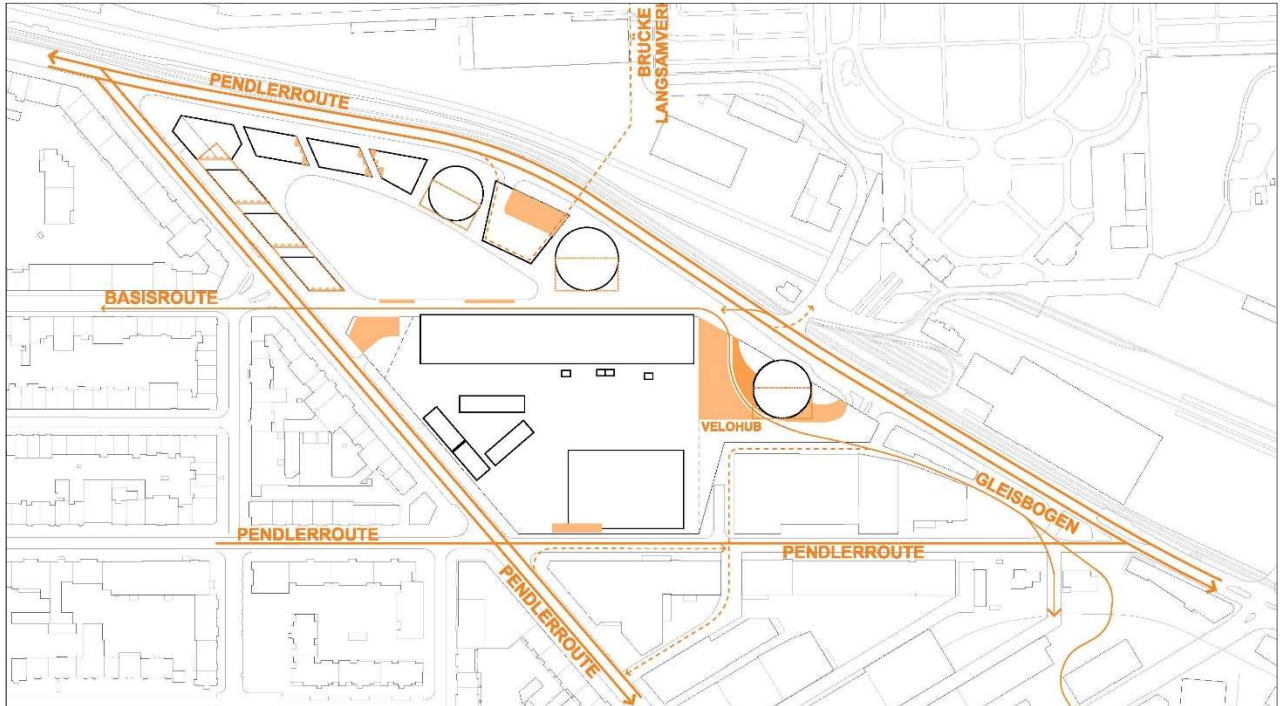 BRÜCKE
LANGSAMVERK
PENDLERROUTE
BASISROUTE
VELOHUB
GLEISBOGEN
PENDLERROUTE
PENDLERROUTE
PENDLERROUTE